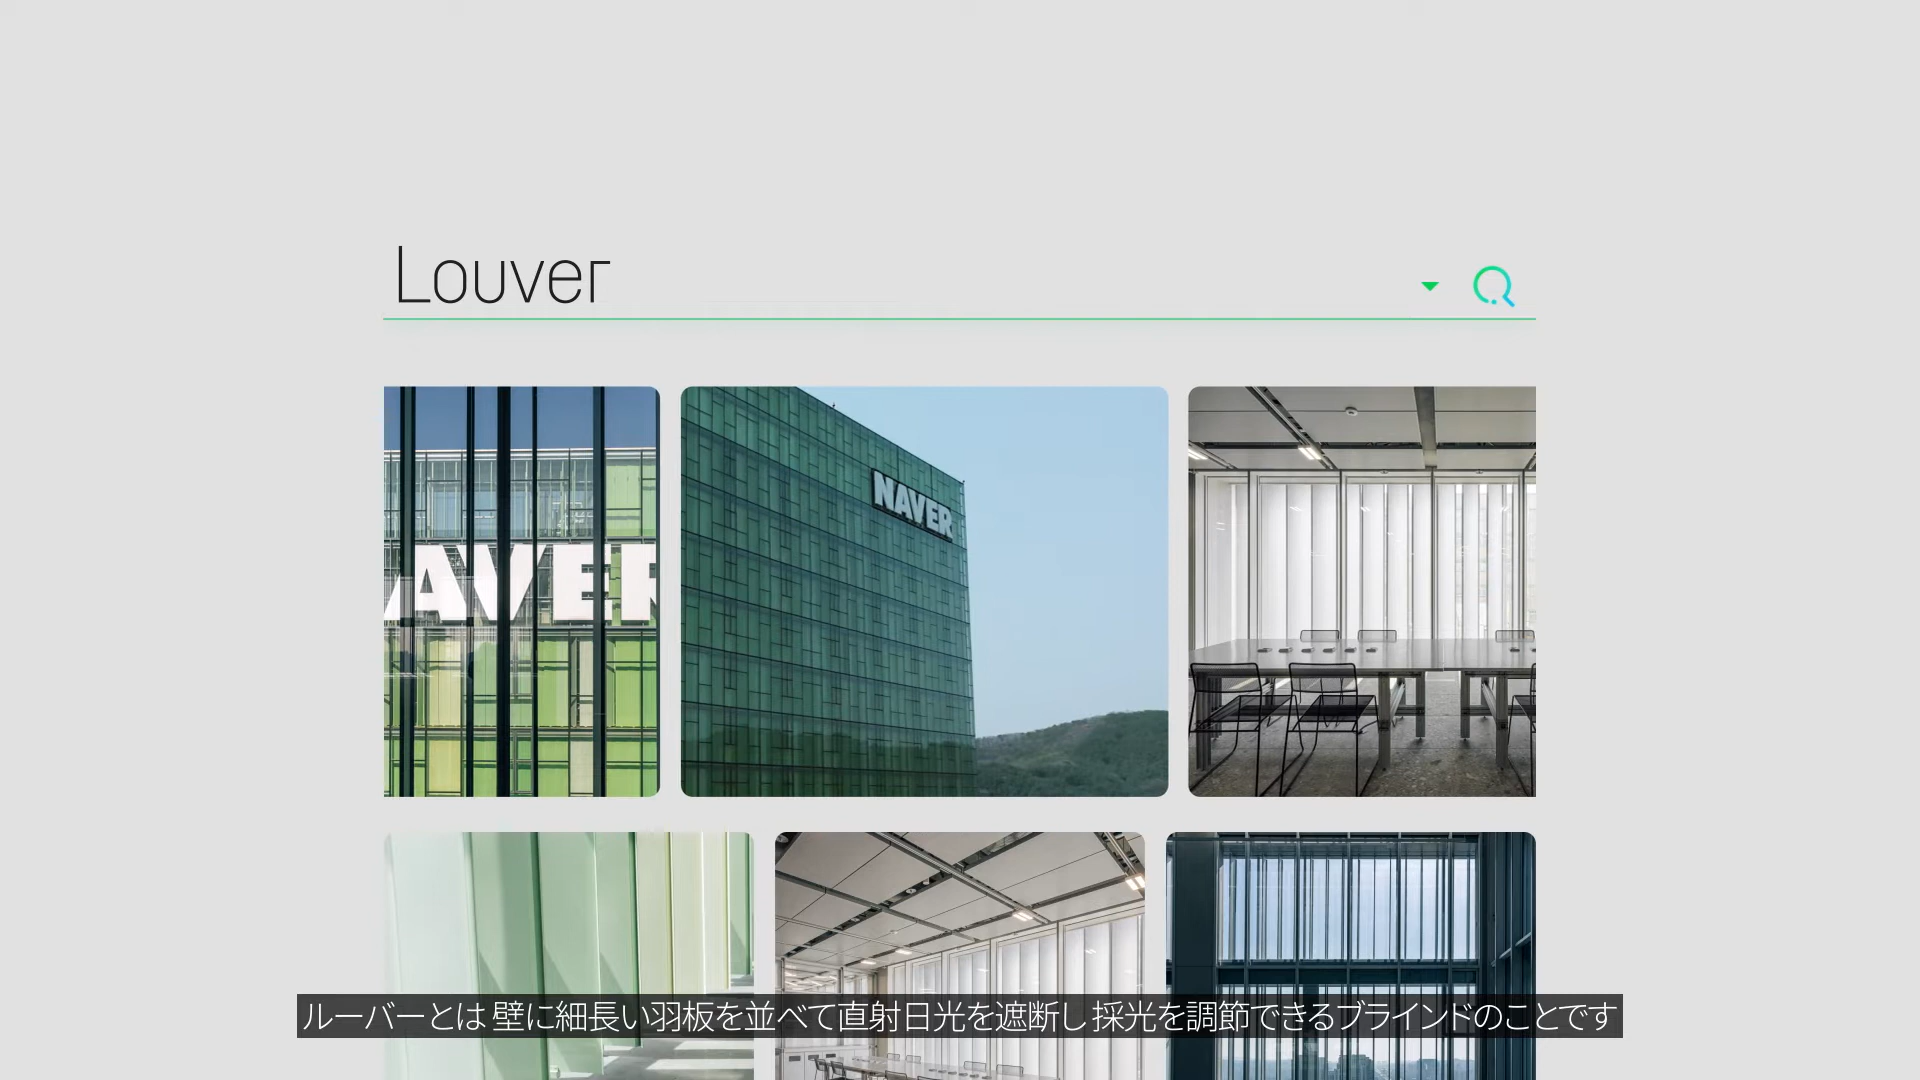 Louver
AVER
NAVER
ルーバーとは 壁に細長い羽板を並べて直射日光を遮断し 採光を調節できるブラインドのことです